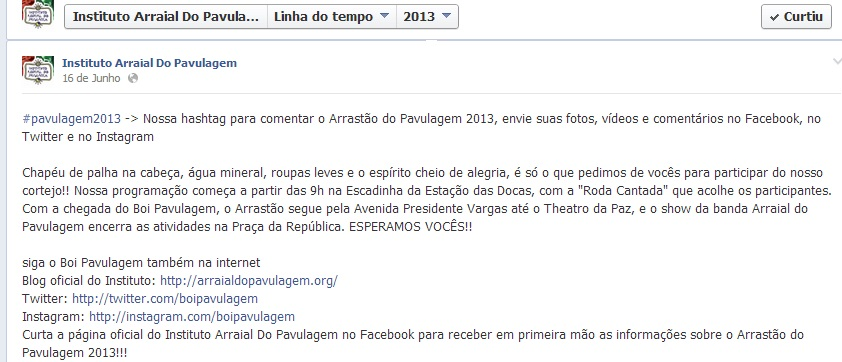 Instituto Arraial Do Pavula... Linha do tempo 2013 Curtiu
Instituto Arraial Do Pavulagem
16 de Junho
#pavulagem2013 -> Nossa hashtag para comentar o Arrastão do Pavulagem 2013, envie suas fotos, vídeos e comentários no Facebook, no
Twitter e no Instagram
Chapéu de palha na cabeça, água mineral, roupas leves e o espírito cheio de alegria, é só o que pedimos de vocês para participar do nosso
cortejo!! Nossa programação começa a partir das 9h na Escadinha da Estação das Docas, com a "Roda Cantada" que acolhe os participantes.
Com a chegada do Boi Pavulagem, o Arrastão segue pela Avenida Presidente Vargas até o Theatro da Paz, e o show da banda Arraial do
Pavulagem encerra as atividades na Praça da República. ESPERAMOS VOCÊS!!
siga o Boi Pavulagem também na internet
Blog oficial do Instituto: http://arraialdopavulagem.org/
Twitter: http://twitter.com/boipavulagem
Instagram: http://instagram.com/boipavulagem
Curta a página oficial do Instituto Arraial Do Pavulagem no Facebook para receber em primeira mão as informações sobre o Arrastão do
Pavulagem 2013!!!